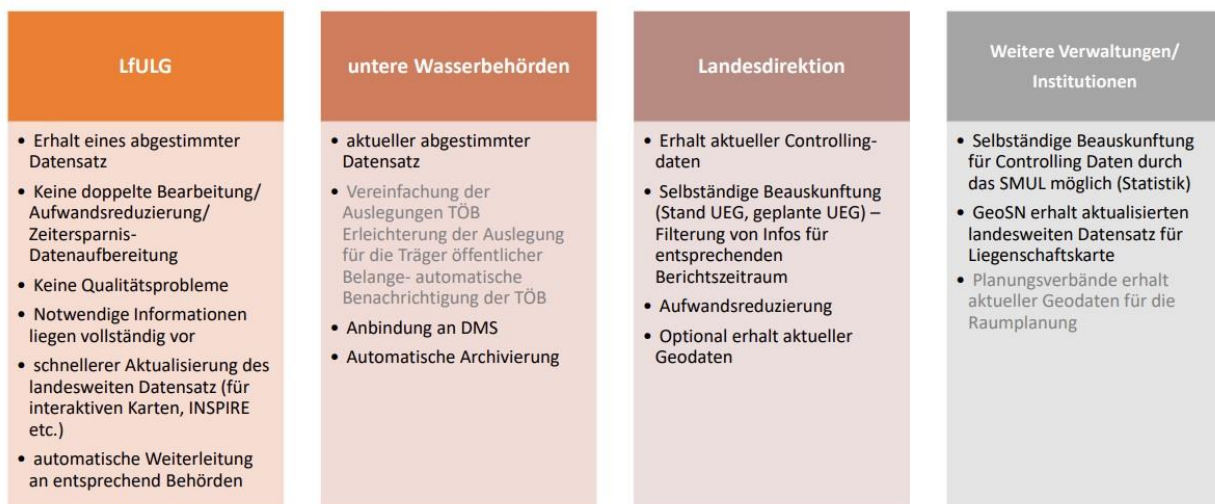 LfULG
• Erhalt eines abgestimmter
Datensatz
• Keine doppelte Bearbeitung/
Aufwandsreduzierung/
Zeitersparnis-
Datenaufbereitung
• Keine Qualitätsprobleme
• Notwendige Informationen
liegen vollständig vor
• schnellerer Aktualisierung des
landesweiten Datensatz (für
interaktiven Karten, INSPIRE
etc.)
• automatische Weiterleitung
an entsprechend Behörden
untere Wasserbehörden
• aktueller abgestimmter
Datensatz
• Vereinfachung der
Auslegungen TÖB
Erleichterung der Auslegung
für die Träger öffentlicher
Belange- automatische
Benachrichtigung der TÖB
• Anbindung an DMS
• Automatische Archivierung
Landesdirektion
• Erhalt aktueller Controlling-
daten
• Selbständige Beauskunftung
(Stand UEG, geplante UEG) –
Filterung von Infos für
entsprechenden
Berichtszeitraum
• Aufwandsreduzierung
• Optional erhalt aktueller
Geodaten
Weitere Verwaltungen/
Institutionen
• Selbständige Beauskunftung
für Controlling Daten durch
das SMUL möglich (Statistik)
• GeoSN erhalt aktualisierten
landesweiten Datensatz für
Liegenschaftskarte
• Planungsverbände erhalt
aktueller Geodaten für die
Raumplanung